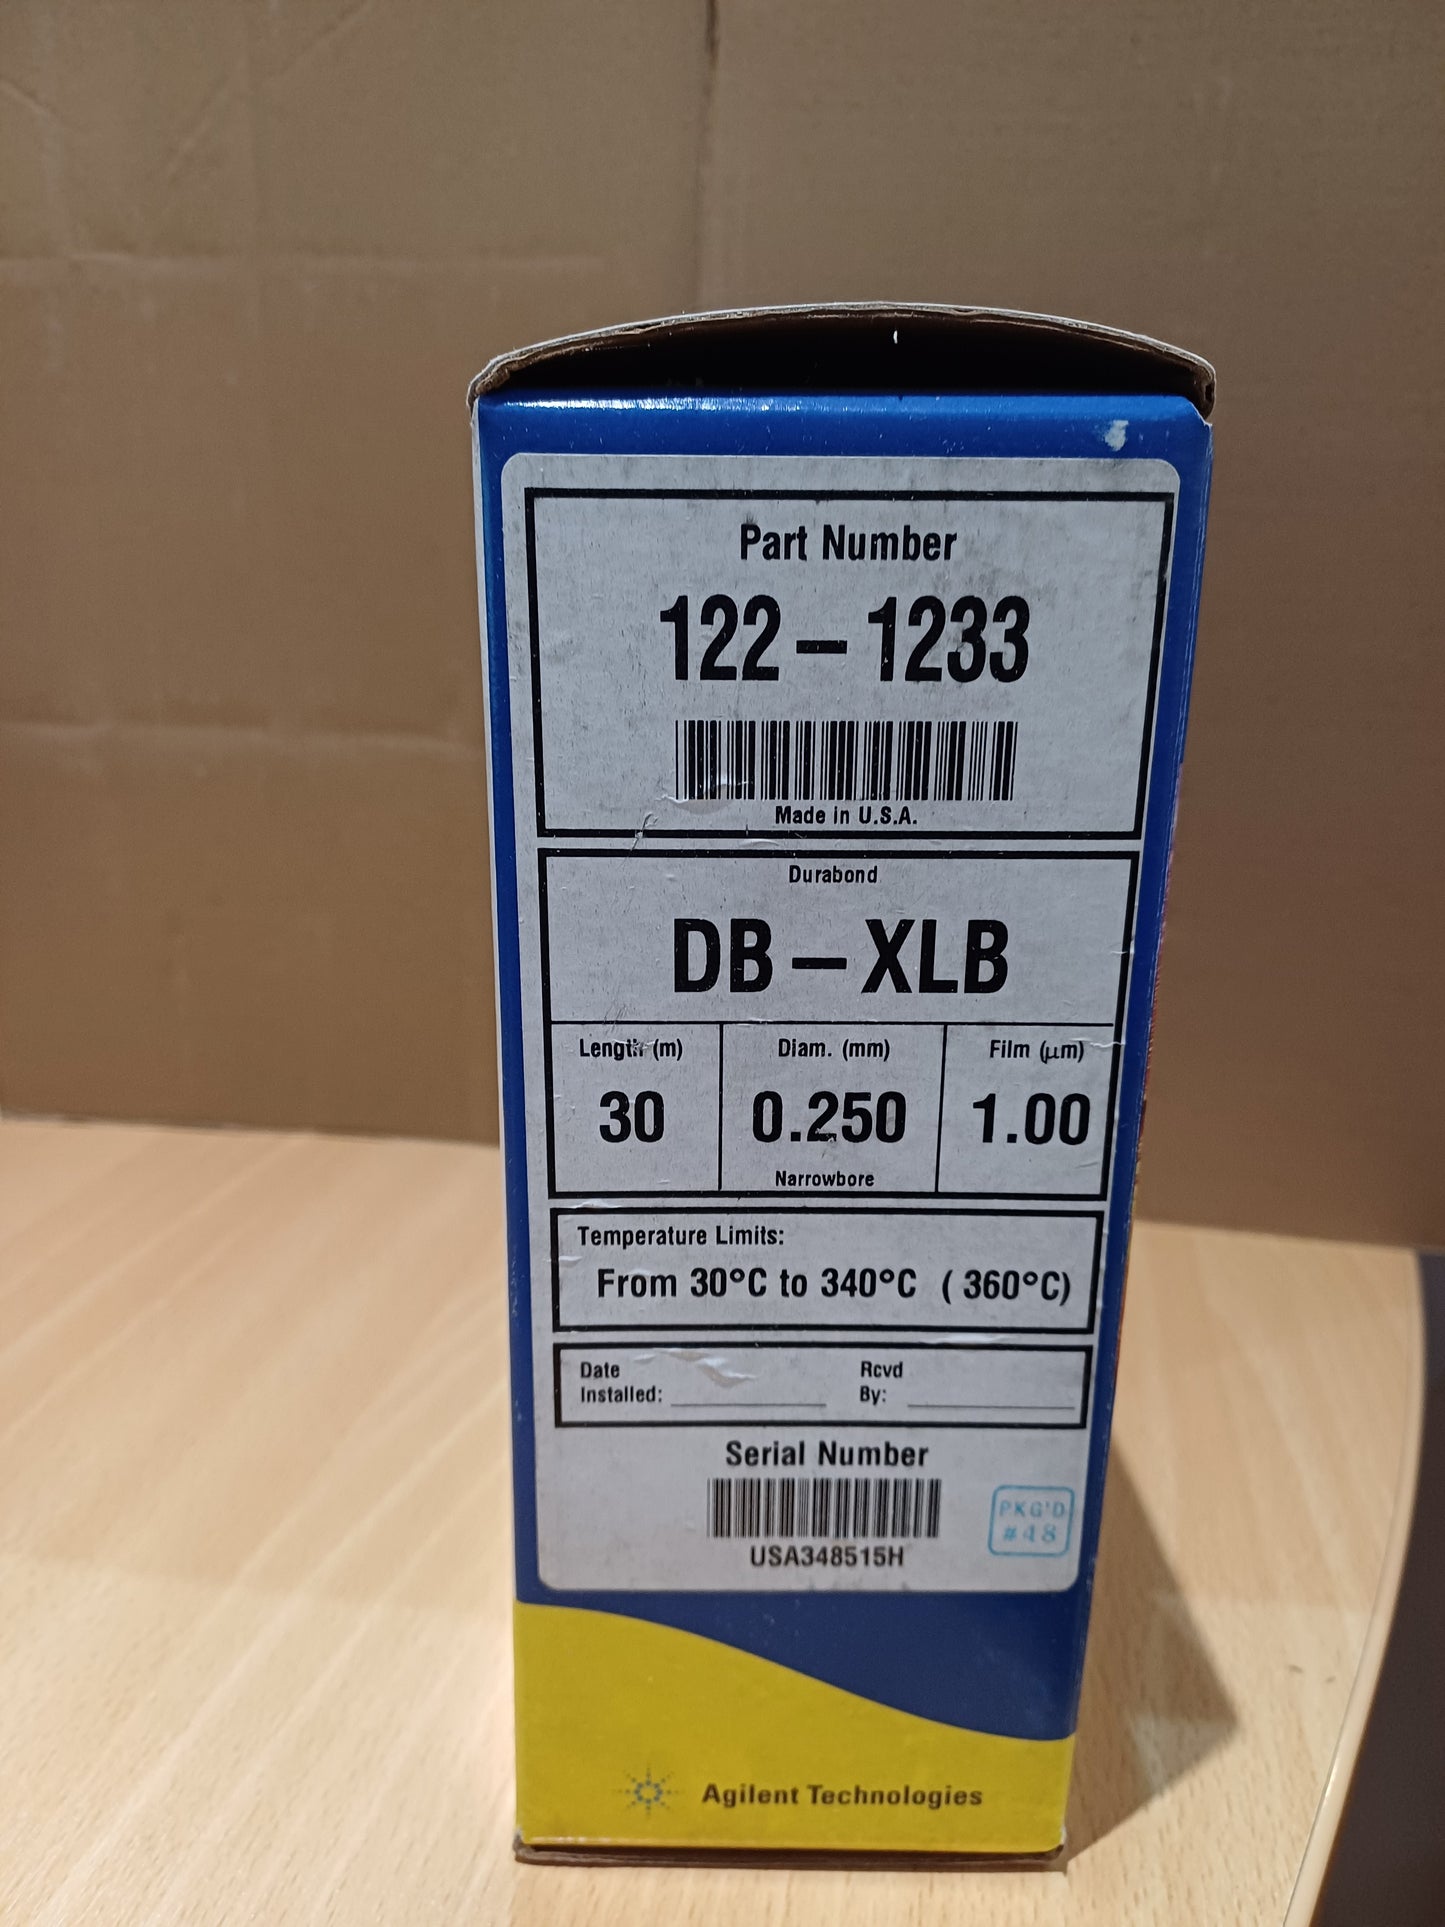 Part Number
122-1233
Made in U.S.A.
Durabond
DB-XLB
Length (m) Diam. (mm) Film (μm)
30 0.250 1.00
Narrowbore
Temperature Limits:
From 30°C to 340°C (360°C)
Date Rcvd
Installed: By:
Serial Number
PKG'D
#48
USA348515H
Agilent Technologies